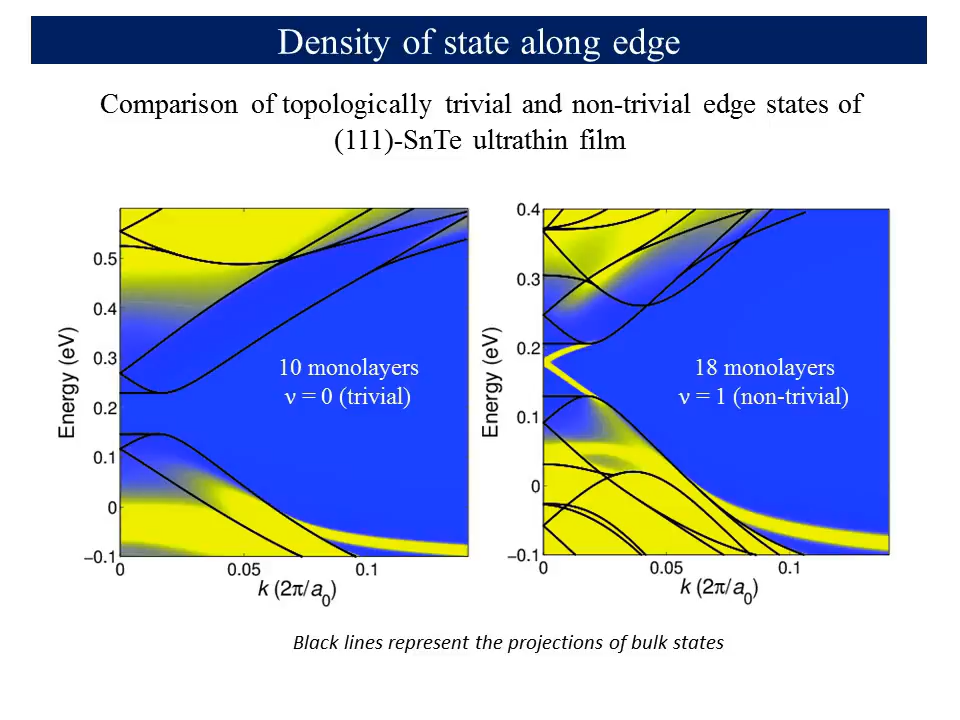 Density of state along edge
Comparison of topologically trivial and non-trivial edge states of
(111)-SnTe ultrathin film
0.5
0.4
0.3
0.2
0.1
0
−0.1
Energy (eV)
10 monolayers
ν = 0 (trivial)
0
0.05
0.1
k (2π/a0)
0.4
0.3
0.2
0.1
0
−0.1
Energy (eV)
18 monolayers
ν = 1 (non-trivial)
0
0.05
0.1
k (2π/a0)
Black lines represent the projections of bulk states